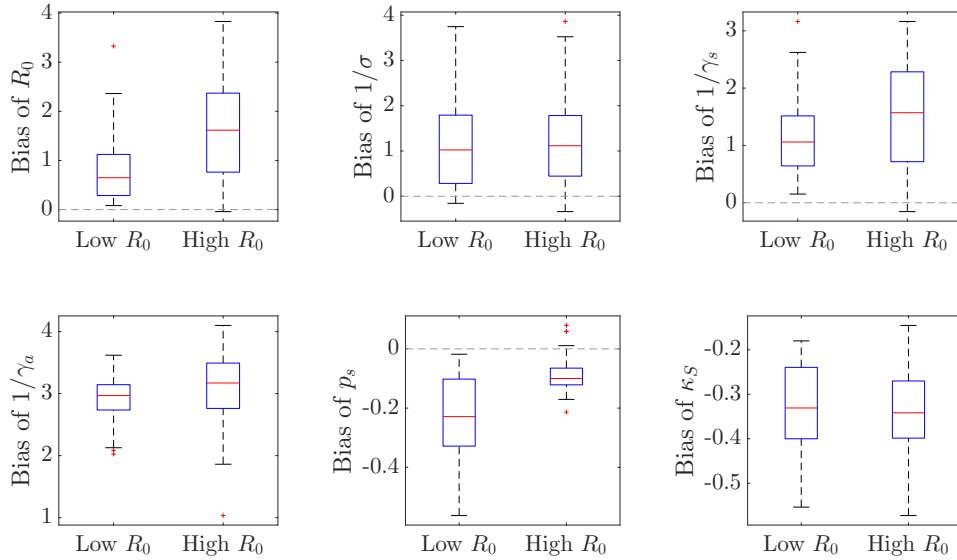 Bias of R₀
4
3
2
1
0
Low R₀ High R₀
Bias of 1/σ
4
3
2
1
0
Low R₀ High R₀
Bias of 1/γₛ
3
2
1
0
Low R₀ High R₀
Bias of 1/γₐ
4
3
2
1
Low R₀ High R₀
Bias of pₛ
0
-0.2
-0.4
Low R₀ High R₀
Bias of κ_S
-0.2
-0.3
-0.4
-0.5
Low R₀ High R₀